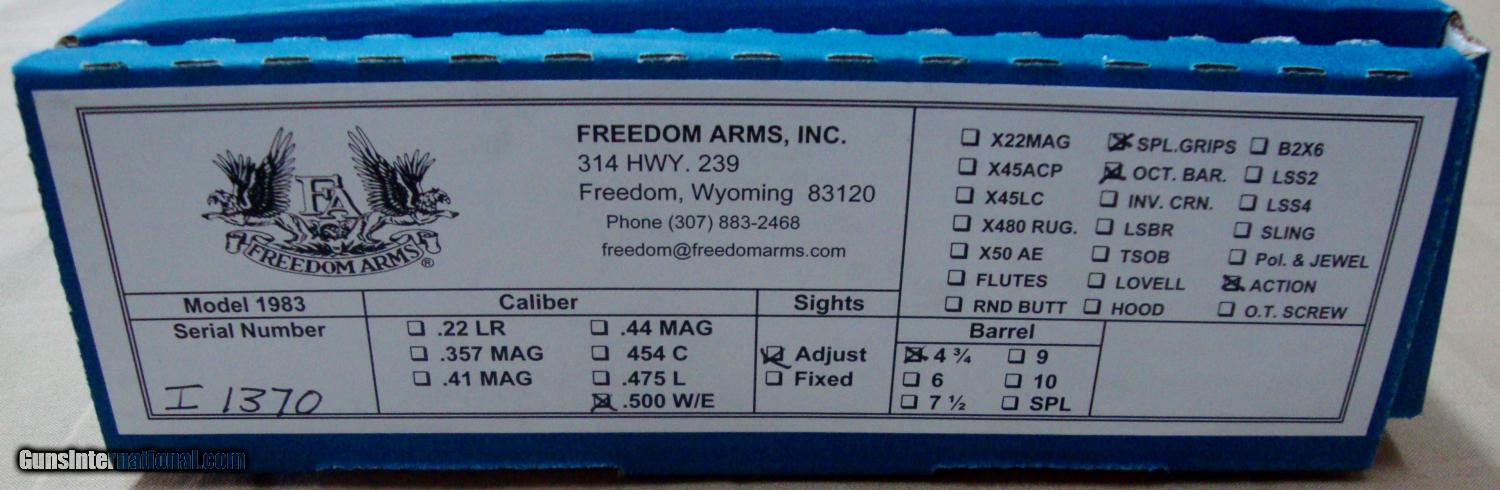 FA
FREEDOM ARMS®
FREEDOM ARMS, INC.
314 HWY. 239
Freedom, Wyoming 83120
Phone (307) 883-2468
freedom@freedomarms.com
X22MAG
X45ACP
X45LC
X480 RUG.
X50 AE
FLUTES
RND BUTT
SPL.GRIPS
OCT. BAR.
INV. CRN.
LSBR
TSOB
LOVELL
HOOD
B2X6
LSS2
LSS4
SLING
Pol. & JEWEL
ACTION
O.T. SCREW
Model 1983
Serial Number
I 1370
Caliber
.22 LR
.357 MAG
.41 MAG
.44 MAG
454 C
.475 L
.500 W/E
Sights
Adjust
Fixed
Barrel
4 ¾
6
7 ½
9
10
SPL
GunsInternational.com